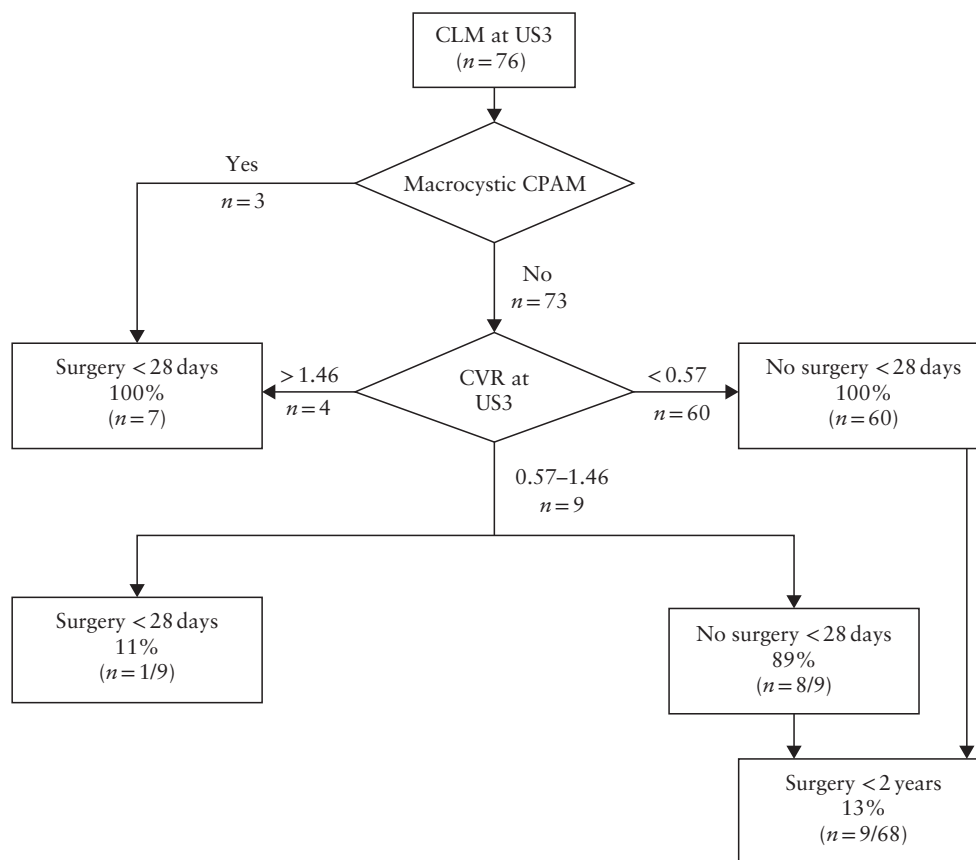 CLM at US3
(n = 76)
Yes
n = 3
Macrocystic CPAM
No
n = 73
Surgery < 28 days
100%
(n = 7)
> 1.46
n = 4
CVR at
US3
< 0.57
n = 60
No surgery < 28 days
100%
(n = 60)
0.57–1.46
n = 9
Surgery < 28 days
11%
(n = 1/9)
No surgery < 28 days
89%
(n = 8/9)
Surgery < 2 years
13%
(n = 9/68)